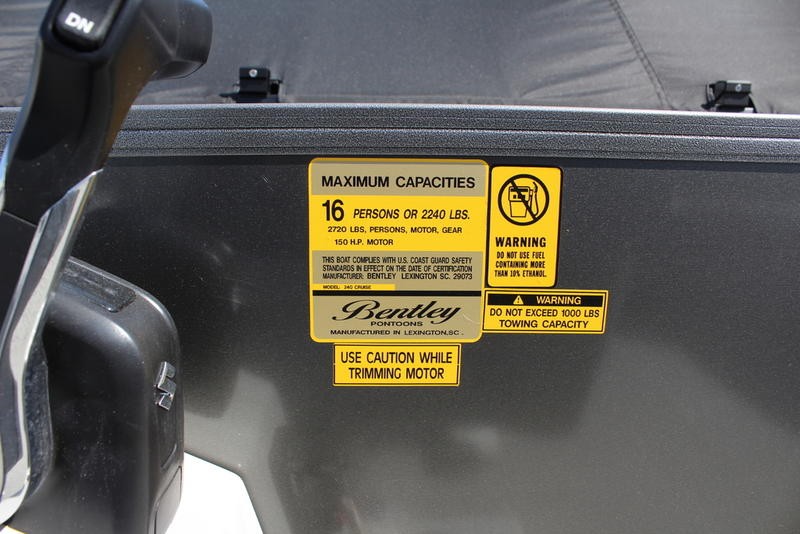 DN
MAXIMUM CAPACITIES
16 PERSONS OR 2240 LBS.
2720 LBS, PERSONS, MOTOR, GEAR
150 H.P. MOTOR
THIS BOAT COMPLIES WITH U.S. COAST GUARD SAFETY
STANDARDS IN EFFECT ON THE DATE OF CERTIFICATION
MANUFACTURER: BENTLEY LEXINGTON SC. 29073
MODEL: 240 CRUISE
Bentley
PONTOONS
MANUFACTURED IN LEXINGTON,SC.
WARNING
DO NOT USE FUEL
CONTAINING MORE
THAN 10% ETHANOL.
WARNING
DO NOT EXCEED 1000 LBS
TOWING CAPACITY
USE CAUTION WHILE
TRIMMING MOTOR